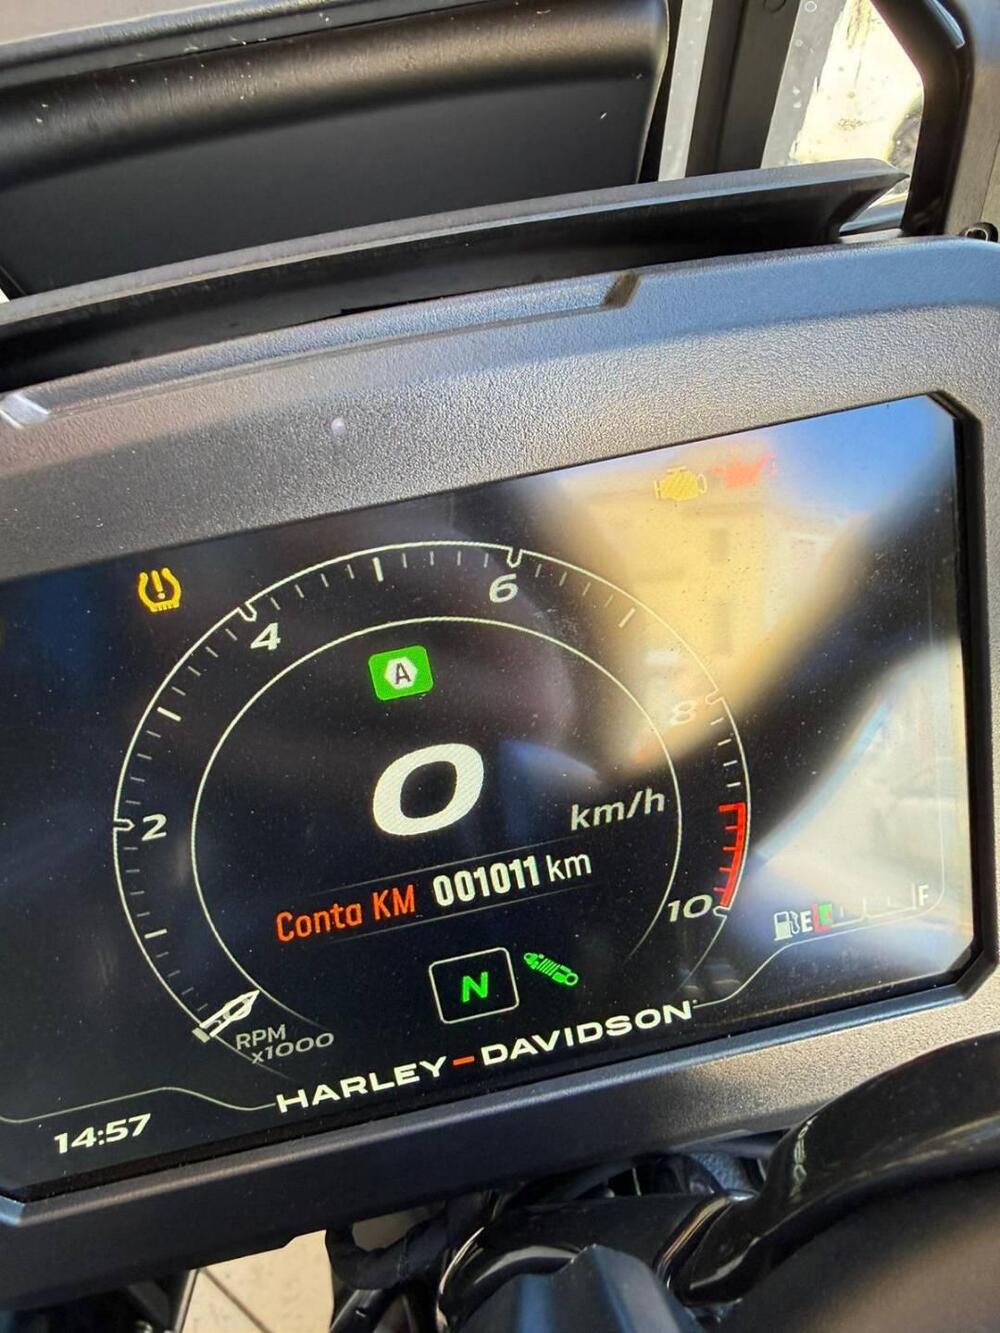 6
4
A
8
0
km/h
2
Conta KM 001011 km
10
E F
N
RPM
x1000
HARLEY-DAVIDSON
14:57